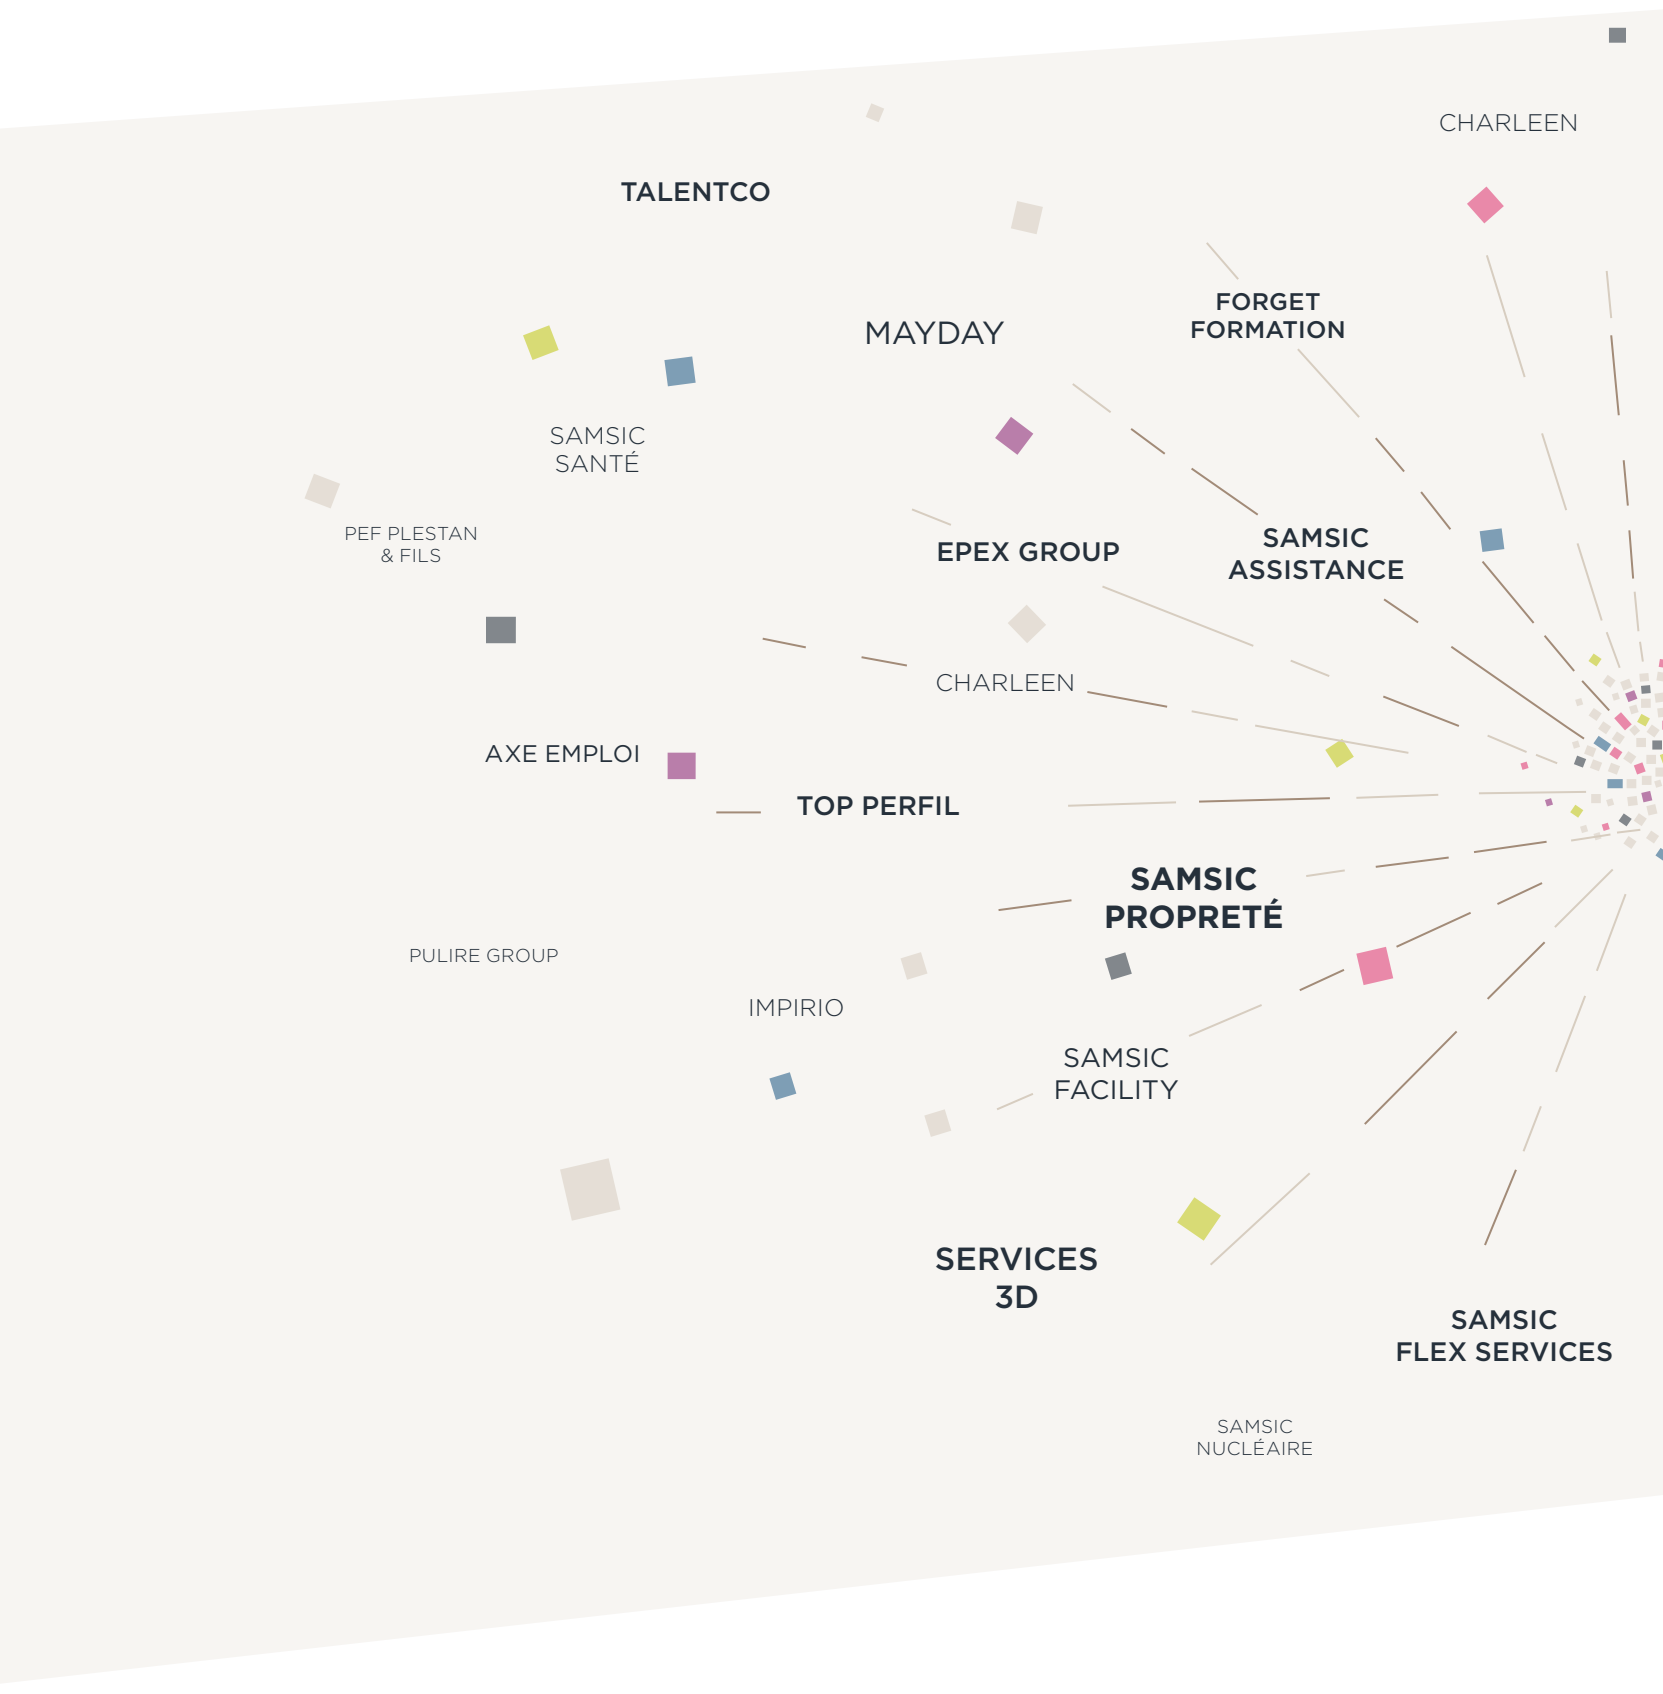 CHARLEEN
TALENTCO
FORGET
FORMATION
MAYDAY
SAMSIC
SANTÉ
PEF PLESTAN
& FILS
EPEX GROUP
SAMSIC
ASSISTANCE
CHARLEEN
AXE EMPLOI
TOP PERFIL
SAMSIC
PROPRETÉ
PULIRE GROUP
IMPIRIO
SAMSIC
FACILITY
SERVICES
3D
SAMSIC
FLEX SERVICES
SAMSIC
NUCLÉAIRE